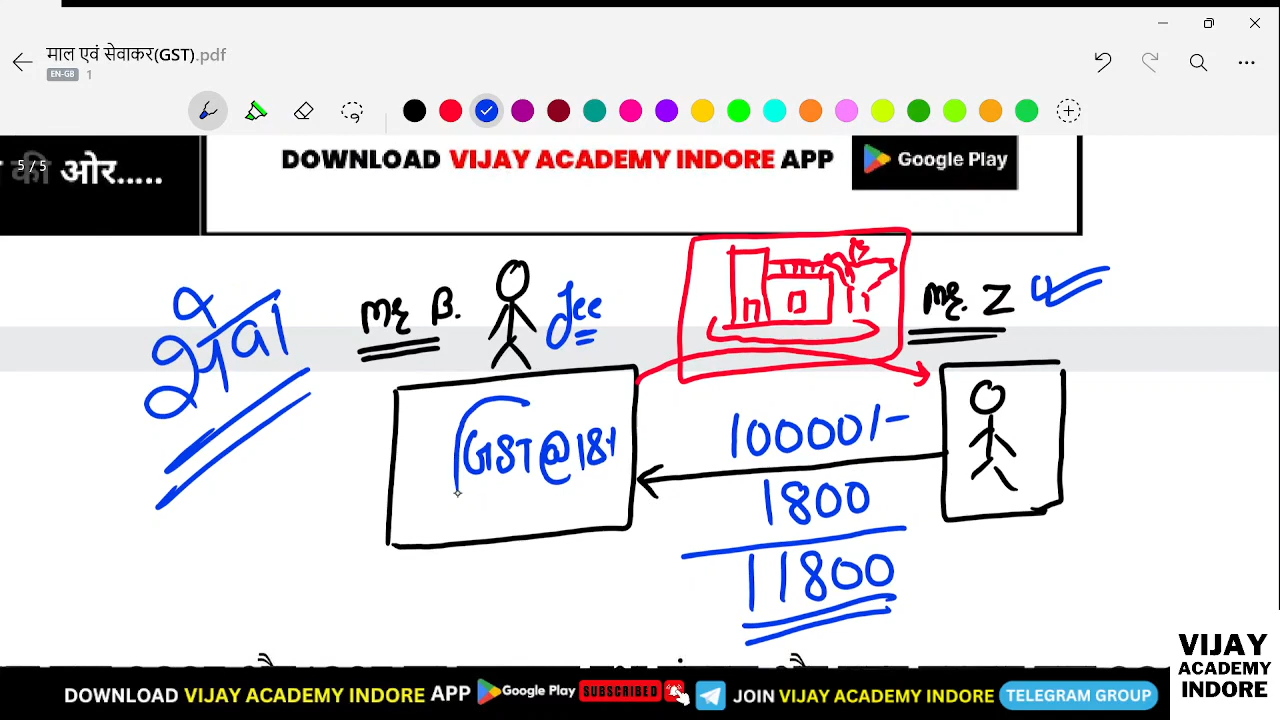 माल एवं सेवाकर(GST).pdf
EN-GB 1
5 / 5
की ओर.....
DOWNLOAD VIJAY ACADEMY INDORE APP
Google Play
सेवा
Mr B.
fee
Mr. Z
GST@18%
10000/-
1800
11800
VIJAY
ACADEMY
INDORE
DOWNLOAD VIJAY ACADEMY INDORE APP Google Play SUBSCRIBED JOIN VIJAY ACADEMY INDORE TELEGRAM GROUP